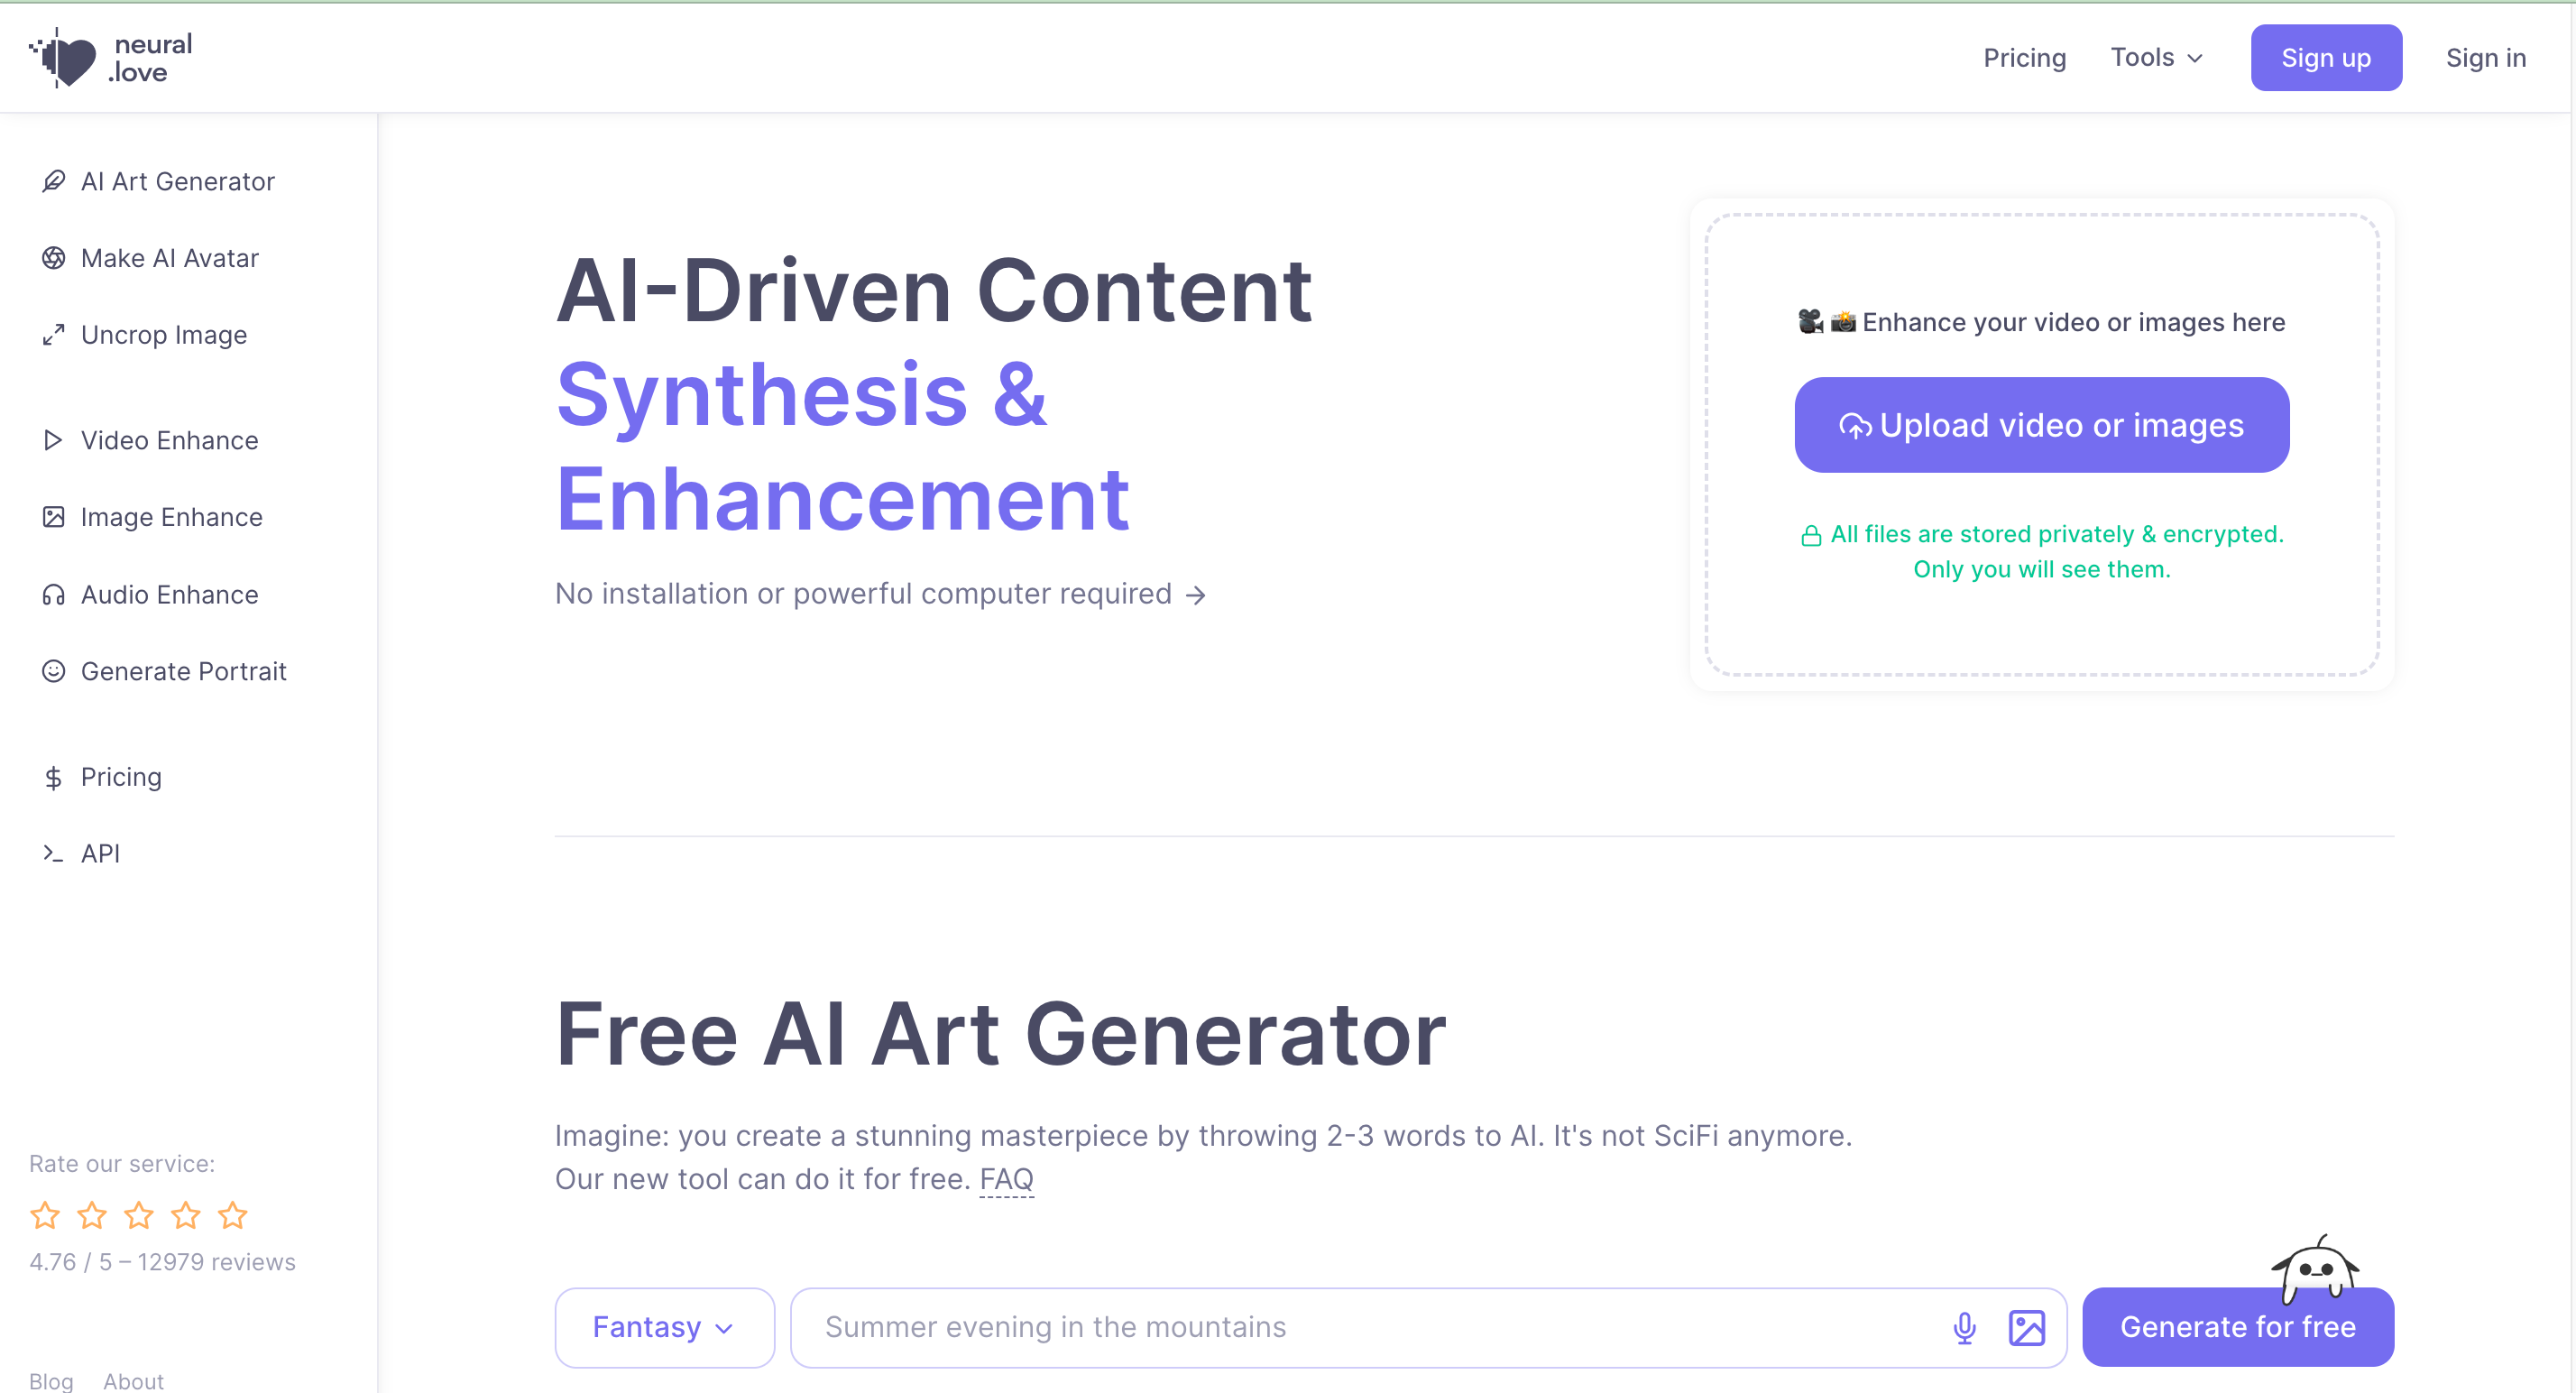 neural
.love
Pricing
Tools
Sign up
Sign in
AI Art Generator
Make AI Avatar
Uncrop Image
Video Enhance
Image Enhance
Audio Enhance
Generate Portrait
Pricing
API
Rate our service:
4.76 / 5 – 12979 reviews
Blog
About
AI-Driven Content
Synthesis &
Enhancement
No installation or powerful computer required →
Enhance your video or images here
Upload video or images
All files are stored privately & encrypted.
Only you will see them.
Free AI Art Generator
Imagine: you create a stunning masterpiece by throwing 2-3 words to AI. It's not SciFi anymore.
Our new tool can do it for free. FAQ
Fantasy
Summer evening in the mountains
Generate for free